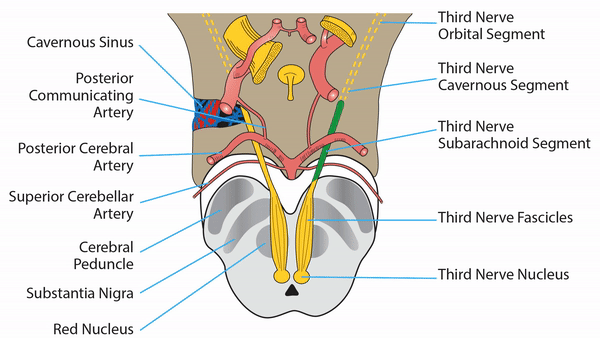 Cavernous Sinus
Posterior
Communicating
Artery
Posterior Cerebral
Artery
Superior Cerebellar
Artery
Cerebral
Peduncle
Substantia Nigra
Red Nucleus
Third Nerve
Orbital Segment
Third Nerve
Cavernous Segment
Third Nerve
Subarachnoid Segment
Third Nerve Fascicles
Third Nerve Nucleus